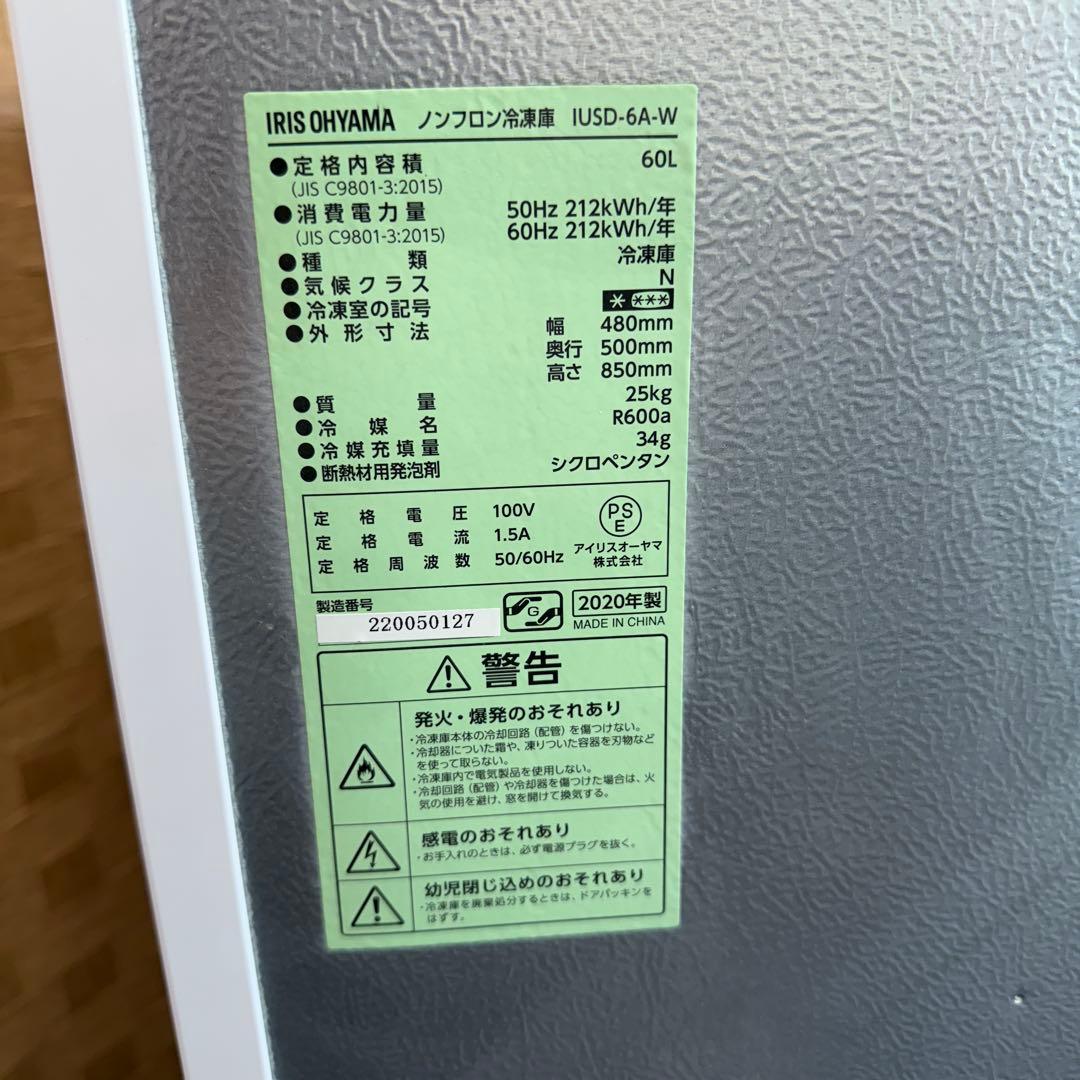 IRIS OHYAMA ノンフロン冷凍庫 IUSD-6A-W
●定格内容積 60L
(JIS C9801-3:2015)
●消費電力量 50Hz 212kWh/年
(JIS C9801-3:2015) 60Hz 212kWh/年
●種類 冷凍庫
●気候クラス N
●冷凍室の記号 * ***
●外形寸法 幅 480mm
奥行 500mm
高さ 850mm
●質量 25kg
●冷媒名 R600a
●冷媒充填量 34g
●断熱材用発泡剤 シクロペンタン
定格電圧 100V
定格電流 1.5A
定格周波数 50/60Hz
PS
E
アイリスオーヤマ
株式会社
製造番号
220050127
G
2020年製
MADE IN CHINA
警告
発火・爆発のおそれあり
・冷凍庫本体の冷却回路(配管)を傷つけない。
・冷却器についた霜や、凍りついた容器を刃物など
を使って取らない。
・冷凍庫内で電気製品を使用しない。
・冷却回路(配管)や冷却器を傷つけた場合は、火
気の使用を避け、窓を開けて換気する。
感電のおそれあり
・お手入れのときは、必ず電源プラグを抜く。
幼児閉じ込めのおそれあり
・冷凍庫を廃棄処分するときは、ドアパッキンを
はずす。